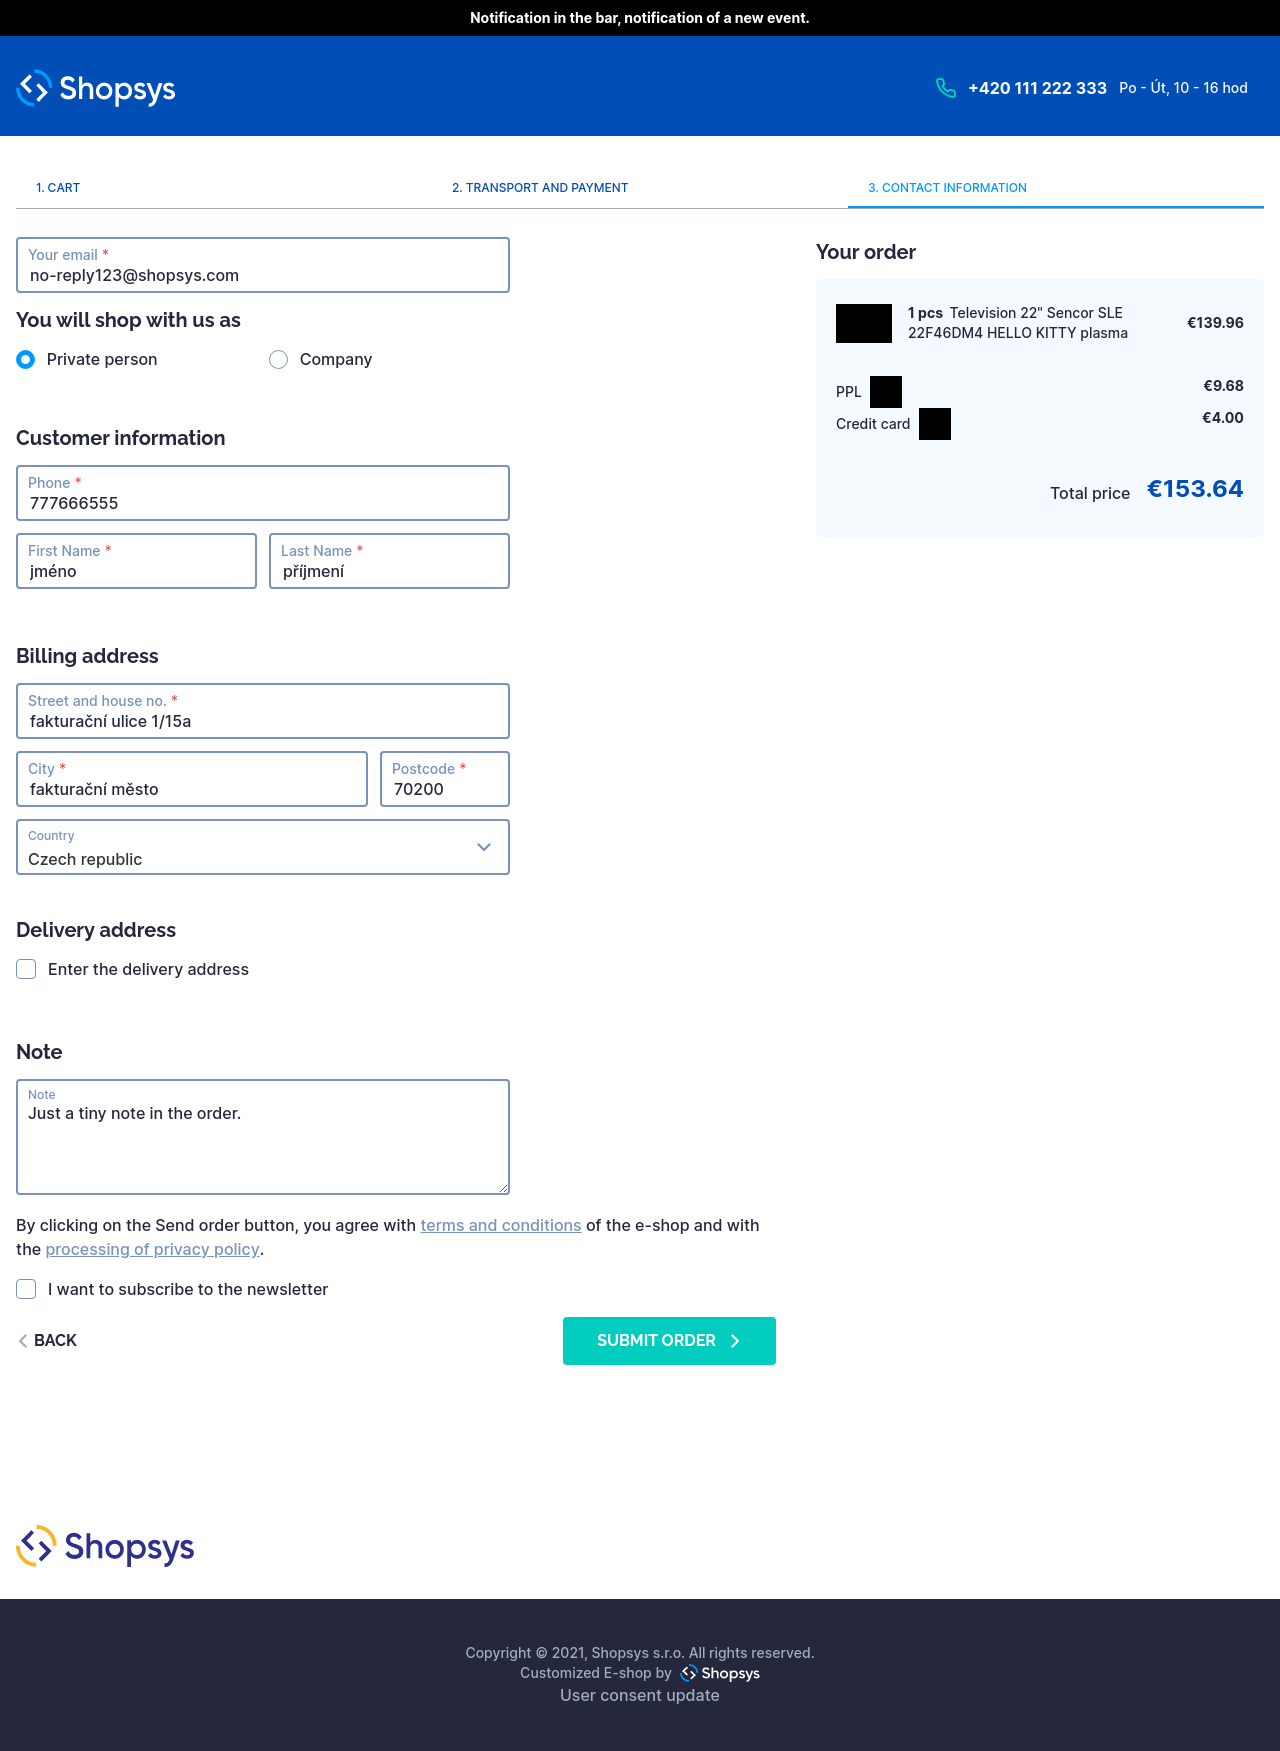 Notification in the bar, notification of a new event.
Shopsys
+420 111 222 333 Po - Út, 10 - 16 hod
1. CART
2. TRANSPORT AND PAYMENT
3. CONTACT INFORMATION
Your email *
no-reply123@shopsys.com
You will shop with us as
Private person
Company
Customer information
Phone *
777666555
First Name *
jméno
Last Name *
příjmení
Billing address
Street and house no. *
fakturační ulice 1/15a
City *
fakturační město
Postcode *
70200
Country
Czech republic
Delivery address
Enter the delivery address
Note
Note
Just a tiny note in the order.
By clicking on the Send order button, you agree with terms and conditions of the e-shop and with
the processing of privacy policy.
I want to subscribe to the newsletter
BACK
SUBMIT ORDER
Your order
1 pcs Television 22" Sencor SLE
22F46DM4 HELLO KITTY plasma
€139.96
PPL
€9.68
Credit card
€4.00
Total price €153.64
Shopsys
Copyright © 2021, Shopsys s.r.o. All rights reserved.
Customized E-shop by Shopsys
User consent update